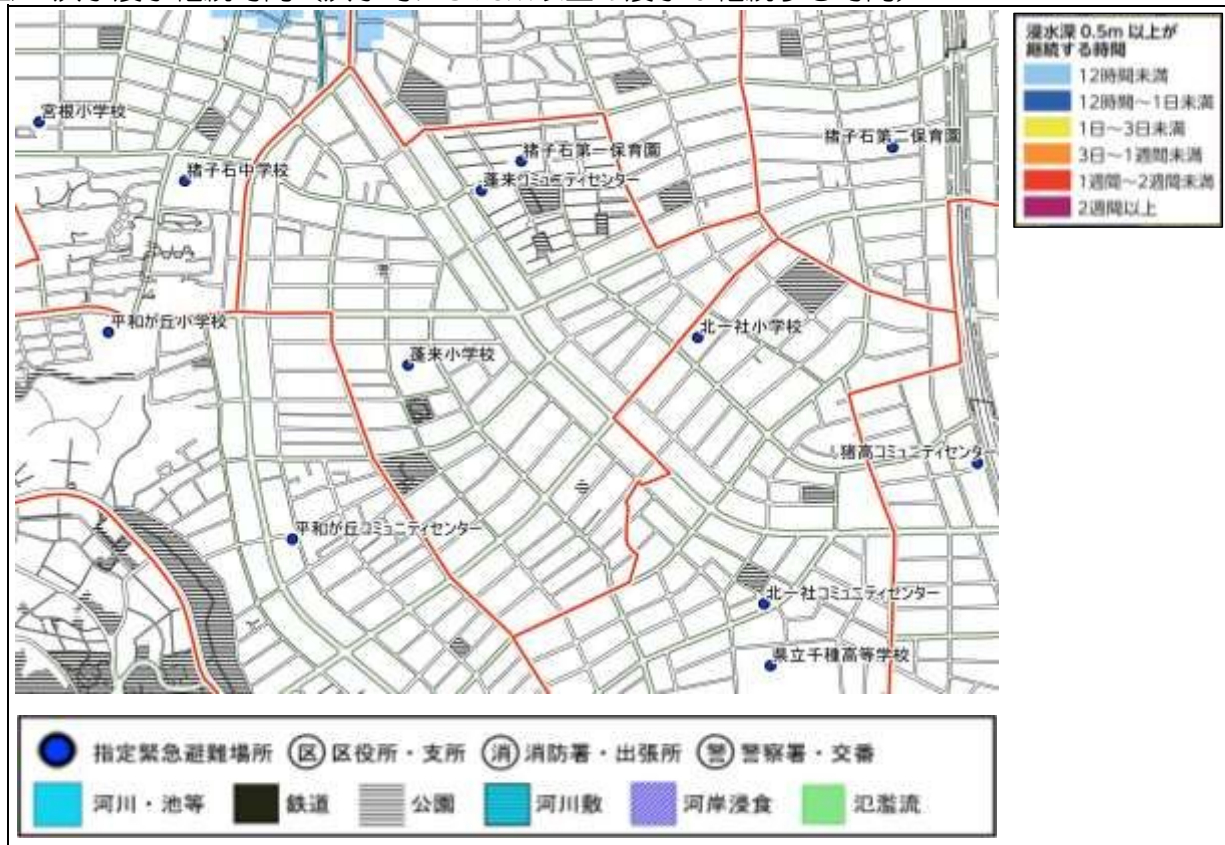 浸水深 0.5m 以上が
継続する時間
12時間未満
12時間～1日未満
1日～3日未満
3日～1週間未満
1週間～2週間未満
2週間以上
宮根小学校
猪子石第二保育園
猪子石第一保育園
猪子石中学校
蓬来コミュニティセンター
平和が丘小学校
北一社小学校
蓬来小学校
猪高コミュニティセンター
平和が丘コミュニティセンター
北一社コミュニティセンター
県立千種高等学校
指定緊急避難場所 区 区役所・支所 消 消防署・出張所 警 警察署・交番
河川・池等 鉄道 公園 河川敷 河岸浸食 氾濫流